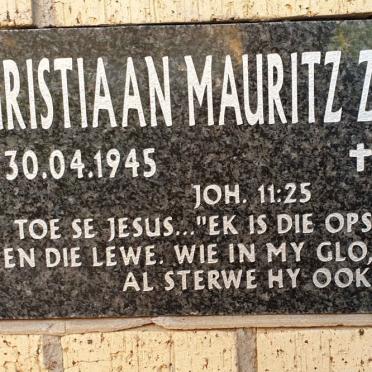 RISTIAAN MAURITZ Z
30.04.1945 ✝
JOH. 11:25
TOE SE JESUS..."EK IS DIE OPS
EN DIE LEWE. WIE IN MY GLO,
AL STERWE HY OOK